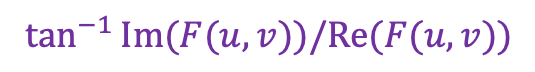 tan⁻¹ Im(F(u, v))/Re(F(u, v))